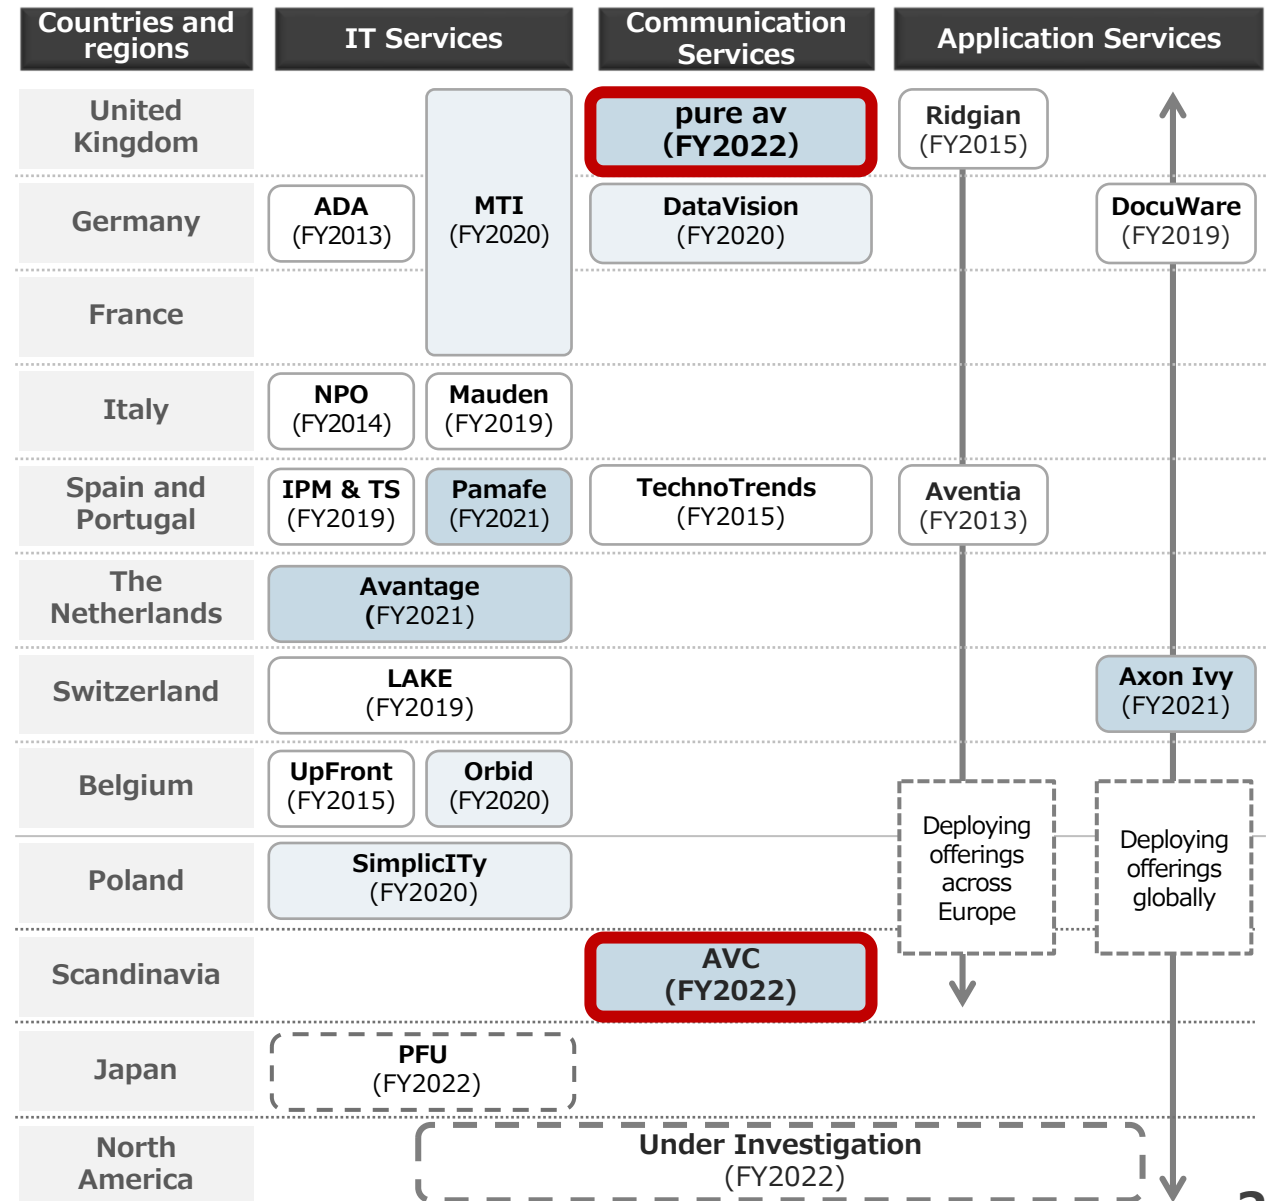 Countries and
regions
IT Services
Communication
Services
Application Services
United
Kingdom
pure av
(FY2022)
Ridgian
(FY2015)
Germany
ADA
(FY2013)
MTI
(FY2020)
DataVision
(FY2020)
DocuWare
(FY2019)
France
Italy
NPO
(FY2014)
Mauden
(FY2019)
Spain and
Portugal
IPM & TS
(FY2019)
Pamafe
(FY2021)
TechnoTrends
(FY2015)
Aventia
(FY2013)
The
Netherlands
Avantage
(FY2021)
Switzerland
LAKE
(FY2019)
Axon Ivy
(FY2021)
Belgium
UpFront
(FY2015)
Orbid
(FY2020)
Deploying
offerings
across
Europe
Deploying
offerings
globally
Poland
SimplicITy
(FY2020)
Scandinavia
AVC
(FY2022)
Japan
PFU
(FY2022)
North
America
Under Investigation
(FY2022)